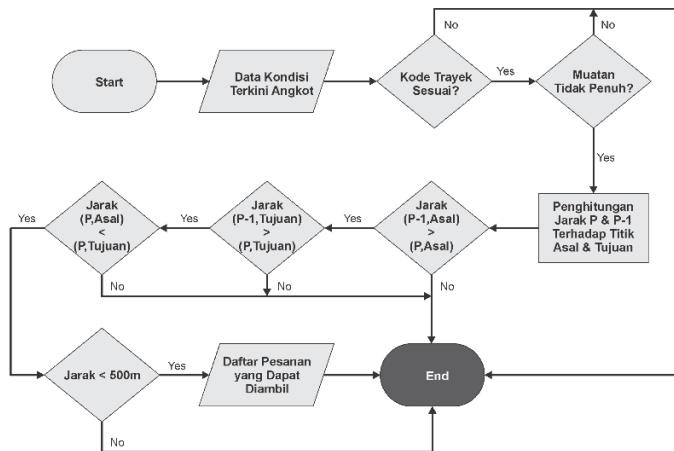 No
No
Start
Data Kondisi
Terkini Angkot
Kode Trayek
Sesuai?
Yes
Muatan
Tidak Penuh?
Yes
Penghitungan
Jarak P & P-1
Terhadap Titik
Asal & Tujuan
Jarak
(P-1,Asal)
>
(P,Asal)
Yes
No
Jarak
(P-1,Tujuan)
>
(P,Tujuan)
Yes
No
Jarak
(P,Asal)
<
(P,Tujuan)
Yes
No
Jarak < 500m
Yes
No
Daftar Pesanan
yang Dapat
Diambil
End